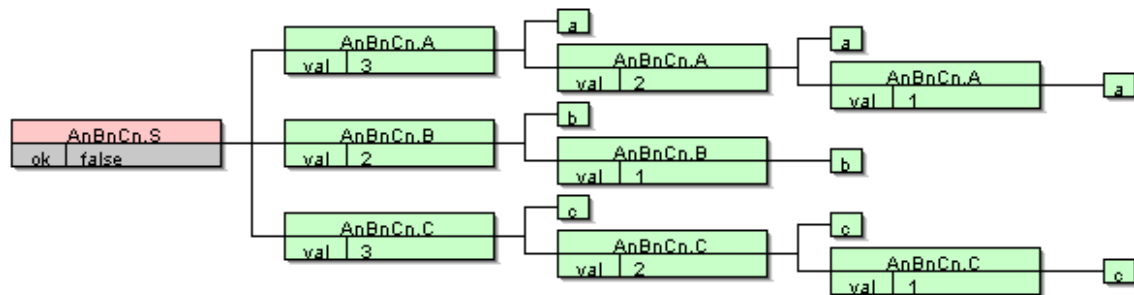 AnBnCn.A
val 3
a
AnBnCn.A
val 2
a
AnBnCn.A
val 1
a
AnBnCn.S
ok false
AnBnCn.B
val 2
b
AnBnCn.B
val 1
b
AnBnCn.C
val 3
c
AnBnCn.C
val 2
c
AnBnCn.C
val 1
c